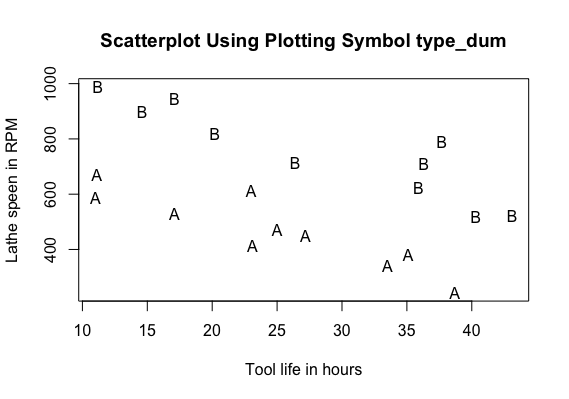 Scatterplot Using Plotting Symbol type_dum
1000
800
600
400
Lathe speen in RPM
B
B
B
B
B
B
B
B
B
B
A
A
A
A
A
A
A
A
A
A
10 15 20 25 30 35 40
Tool life in hours